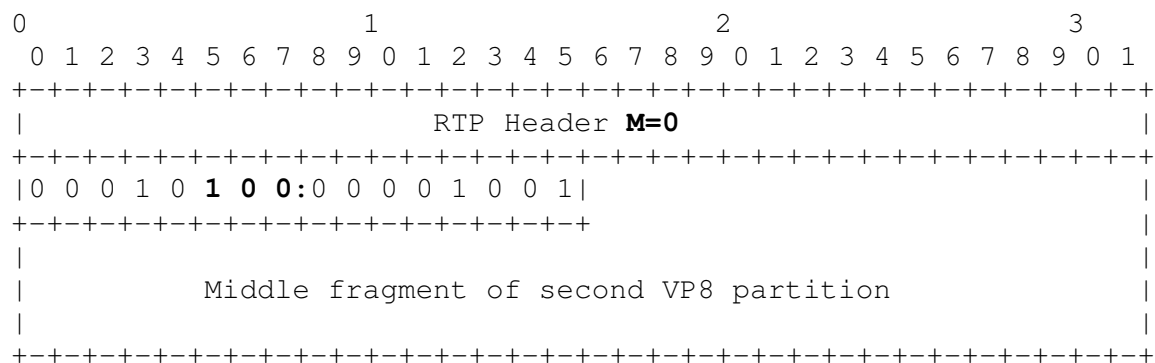 0                   1                   2                   3
 0 1 2 3 4 5 6 7 8 9 0 1 2 3 4 5 6 7 8 9 0 1 2 3 4 5 6 7 8 9 0 1
+-+-+-+-+-+-+-+-+-+-+-+-+-+-+-+-+-+-+-+-+-+-+-+-+-+-+-+-+-+-+-+-+
|                       RTP Header M=0                          |
+-+-+-+-+-+-+-+-+-+-+-+-+-+-+-+-+-+-+-+-+-+-+-+-+-+-+-+-+-+-+-+-+
|0 0 0 1 0 1 0 0:0 0 0 0 1 0 0 1|                               |
+-+-+-+-+-+-+-+-+-+-+-+-+-+-+-+-+                               |
|                                                               |
|          Middle fragment of second VP8 partition              |
|                                                               |
+-+-+-+-+-+-+-+-+-+-+-+-+-+-+-+-+-+-+-+-+-+-+-+-+-+-+-+-+-+-+-+-+